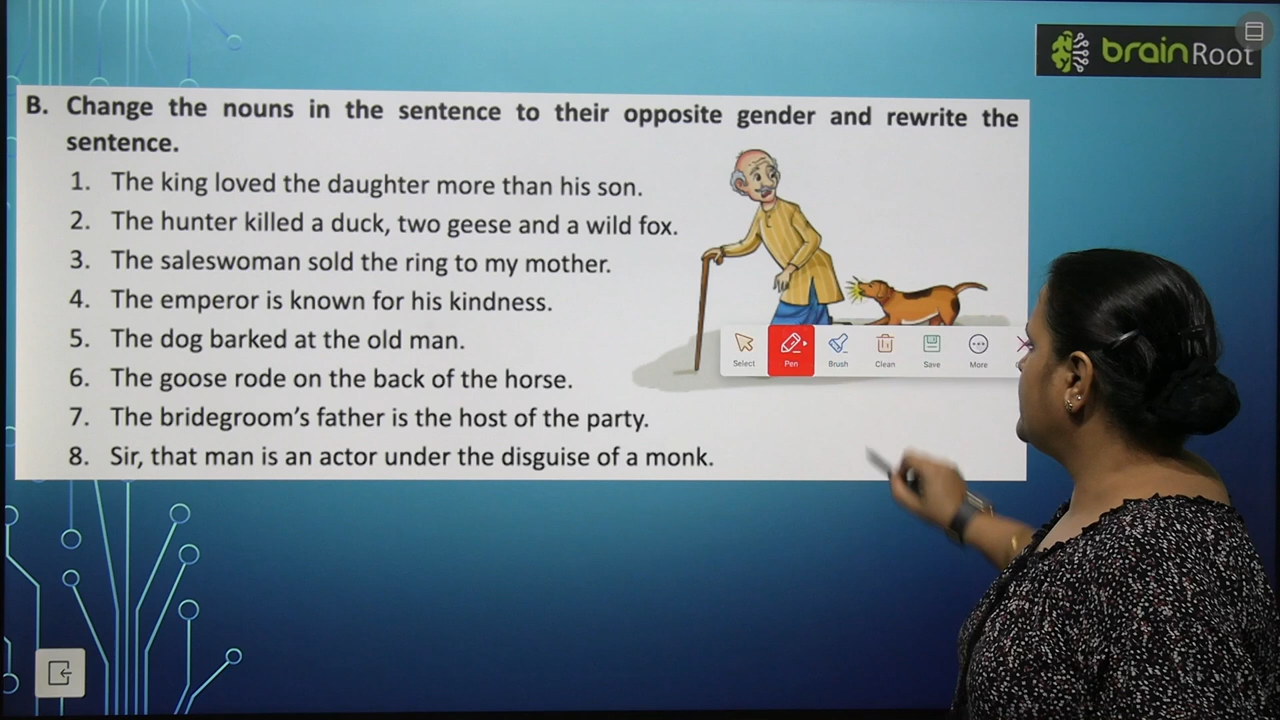 brainRoot
B. Change the nouns in the sentence to their opposite gender and rewrite the
sentence.
1. The king loved the daughter more than his son.
2. The hunter killed a duck, two geese and a wild fox.
3. The saleswoman sold the ring to my mother.
4. The emperor is known for his kindness.
5. The dog barked at the old man.
6. The goose rode on the back of the horse.
7. The bridegroom’s father is the host of the party.
8. Sir, that man is an actor under the disguise of a monk.
Select Pen Brush Clean Save More